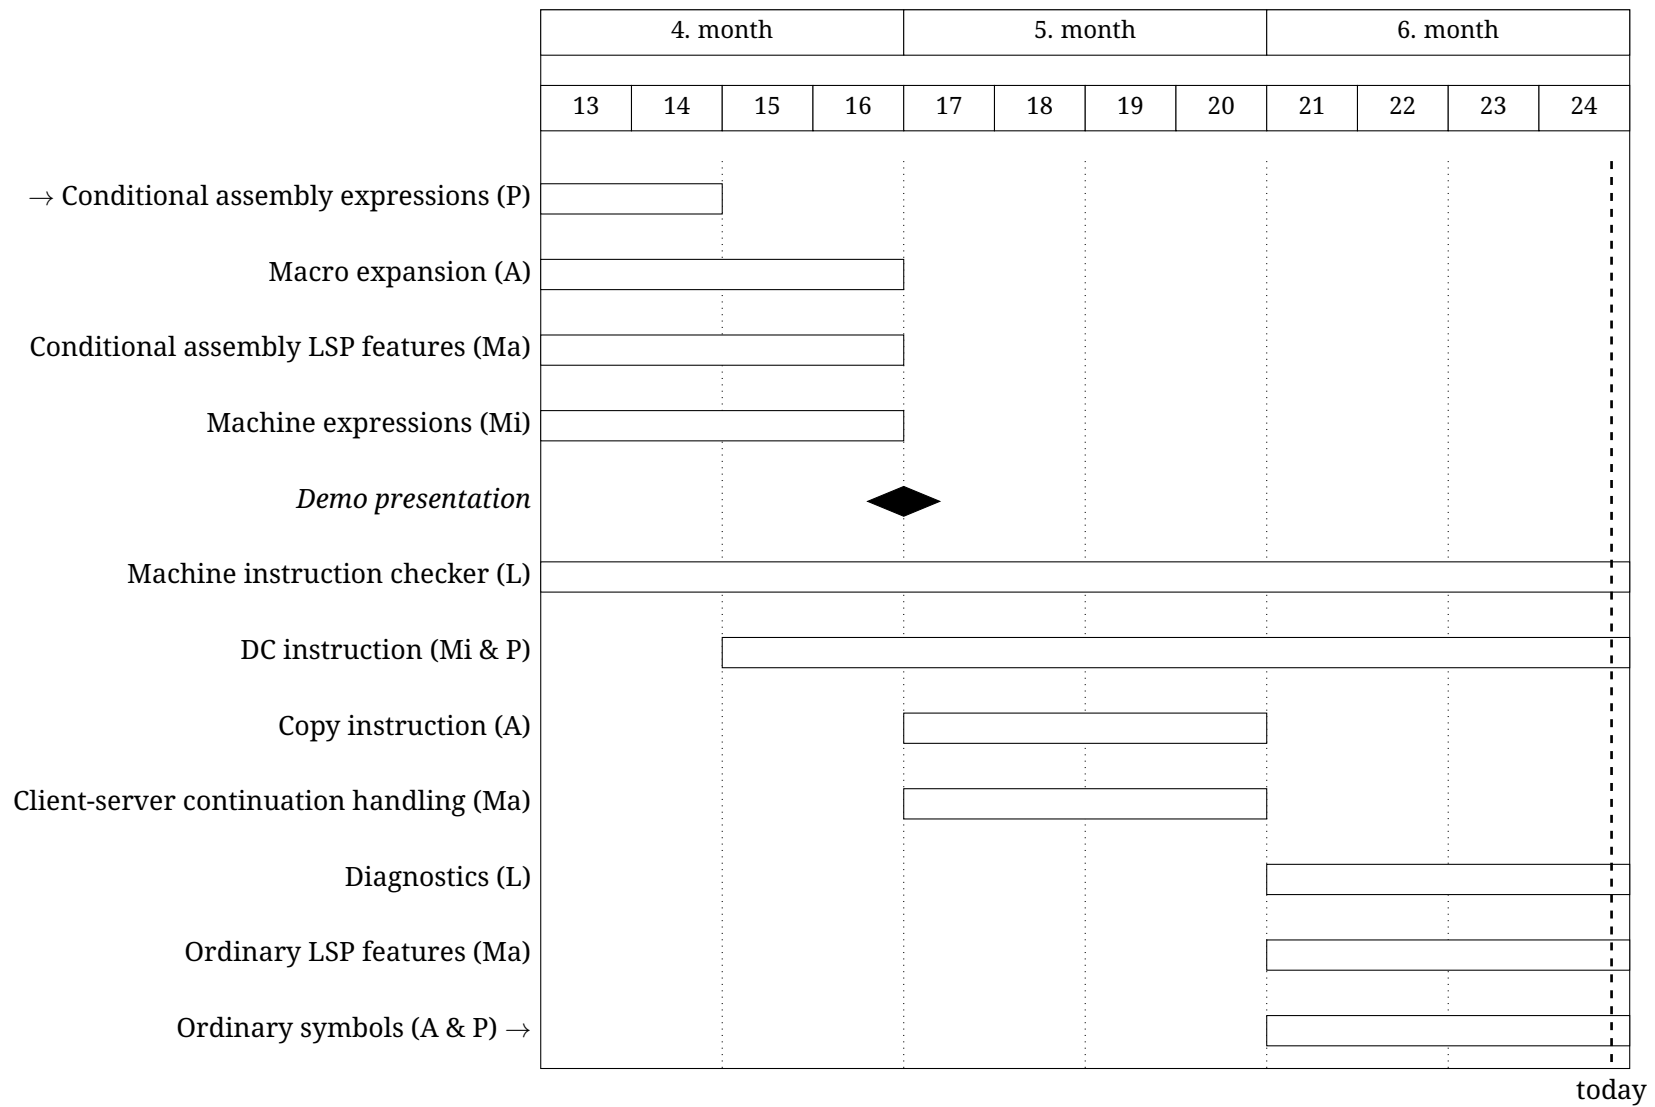 4. month 5. month 6. month
13 14 15 16 17 18 19 20 21 22 23 24
→ Conditional assembly expressions (P)
Macro expansion (A)
Conditional assembly LSP features (Ma)
Machine expressions (Mi)
Demo presentation
Machine instruction checker (L)
DC instruction (Mi & P)
Copy instruction (A)
Client-server continuation handling (Ma)
Diagnostics (L)
Ordinary LSP features (Ma)
Ordinary symbols (A & P) →
today